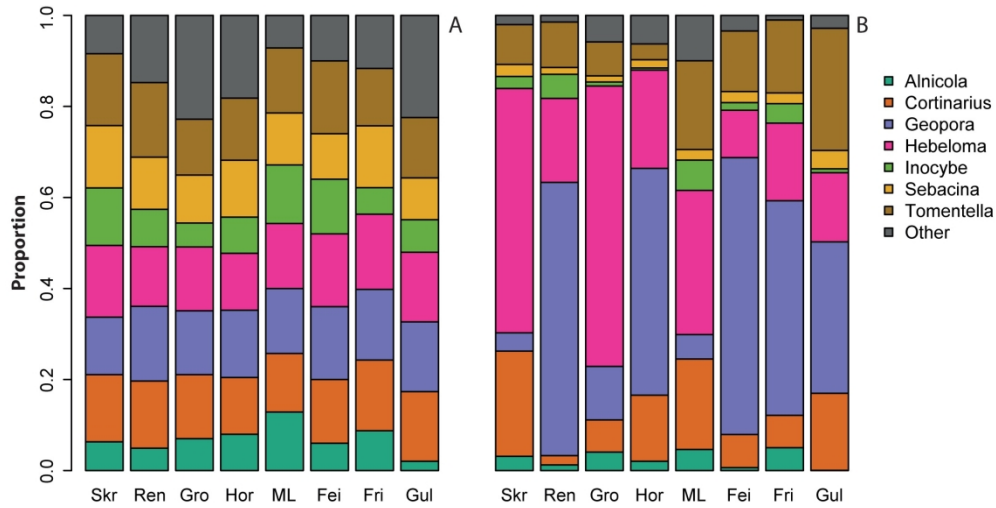 A
B
Proportion
1.0
0.8
0.6
0.4
0.2
0.0
Skr Ren Gro Hor ML Fei Fri Gul
Skr Ren Gro Hor ML Fei Fri Gul
Alnicola
Cortinarius
Geopora
Hebeloma
Inocybe
Sebacina
Tomentella
Other